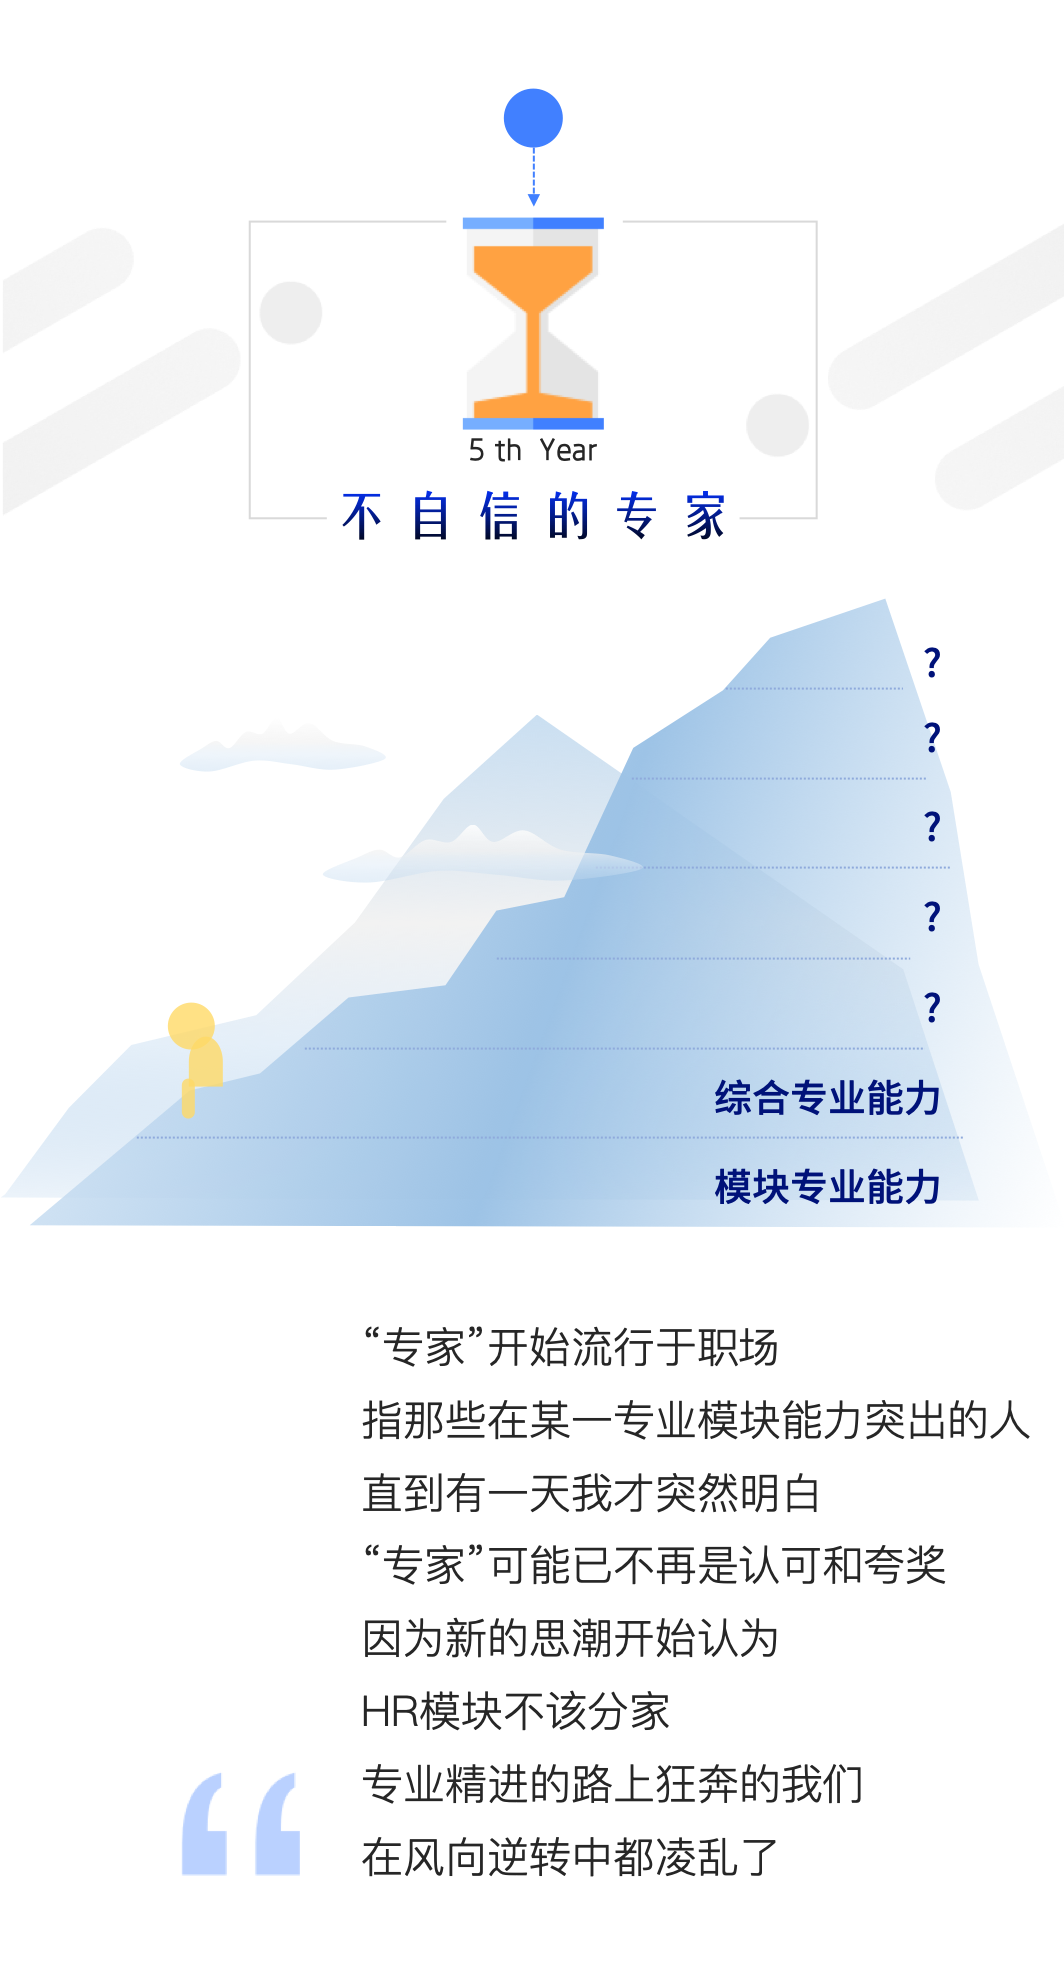 5 th Year
不自信的专家
?
?
?
?
?
综合专业能力
模块专业能力
“专家”开始流行于职场
指那些在某一专业模块能力突出的人
直到有一天我才突然明白
“专家”可能已不再是认可和夸奖
因为新的思潮开始认为
HR模块不该分家
专业精进的路上狂奔的我们
在风向逆转中都凌乱了